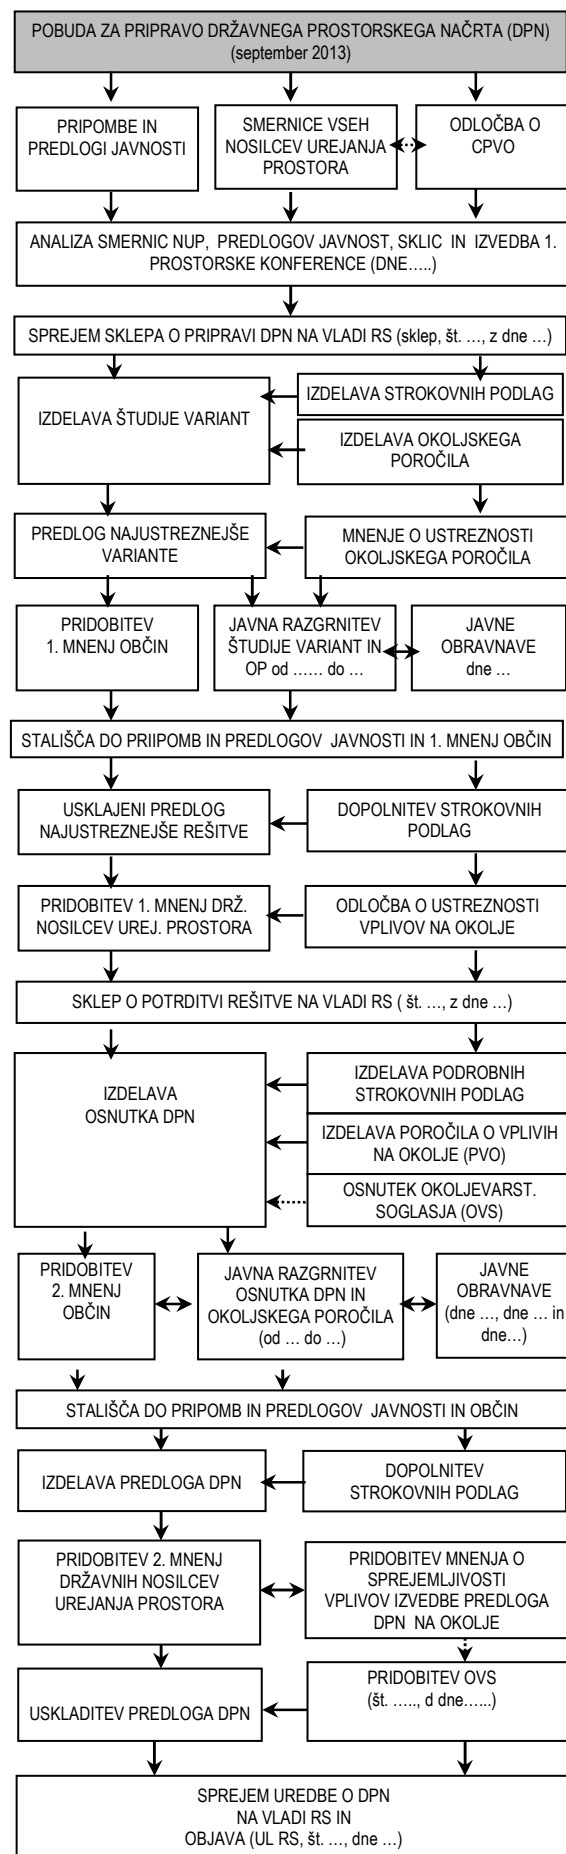 POBUDA ZA PRIPRAVO DRŽAVNEGA PROSTORSKEGA NAČRTA (DPN)
(september 2013)
PRIPOMBE IN
PREDLOGI JAVNOSTI
SMERNICE VSEH
NOSILCEV UREJANJA
PROSTORA
ODLOČBA O
CPVO
ANALIZA SMERNIC NUP, PREDLOGOV JAVNOST, SKLIC IN IZVEDBA 1.
PROSTORSKE KONFERENCE (DNE…..)
SPREJEM SKLEPA O PRIPRAVI DPN NA VLADI RS (sklep, št. …, z dne …)
IZDELAVA ŠTUDIJE VARIANT
IZDELAVA STROKOVNIH PODLAG
IZDELAVA OKOLJSKEGA
POROČILA
PREDLOG NAJUSTREZNEJŠE
VARIANTE
MNENJE O USTREZNOSTI
OKOLJSKEGA POROČILA
PRIDOBITEV
1. MNENJ OBČIN
JAVNA RAZGRNITEV
ŠTUDIJE VARIANT IN
OP od …… do …
JAVNE
OBRAVNAVE
dne …
STALIŠČA DO PRIIPOMB IN PREDLOGOV JAVNOSTI IN 1. MNENJ OBČIN
USKLAJENI PREDLOG
NAJUSTREZNEJŠE REŠITVE
DOPOLNITEV STROKOVNIH
PODLAG
PRIDOBITEV 1. MNENJ DRŽ.
NOSILCEV UREJ. PROSTORA
ODLOČBA O USTREZNOSTI
VPLIVOV NA OKOLJE
SKLEP O POTRDITVI REŠITVE NA VLADI RS ( št. …, z dne …)
IZDELAVA
OSNUTKA DPN
IZDELAVA PODROBNIH
STROKOVNIH PODLAG
IZDELAVA POROČILA O VPLIVIH
NA OKOLJE (PVO)
OSNUTEK OKOLJEVARST.
SOGLASJA (OVS)
PRIDOBITEV
2. MNENJ
OBČIN
JAVNA RAZGRNITEV
OSNUTKA DPN IN
OKOLJSKEGA POROČILA
(od … do …)
JAVNE
OBRAVNAVE
(dne …, dne … in
dne…)
STALIŠČA DO PRIPOMB IN PREDLOGOV JAVNOSTI IN OBČIN
IZDELAVA PREDLOGA DPN
DOPOLNITEV
STROKOVNIH PODLAG
PRIDOBITEV 2. MNENJ
DRŽAVNIH NOSILCEV
UREJANJA PROSTORA
PRIDOBITEV MNENJA O
SPREJEMLJIVOSTI
VPLIVOV IZVEDBE PREDLOGA
DPN NA OKOLJE
USKLADITEV PREDLOGA DPN
PRIDOBITEV OVS
(št. ….., d dne…...)
SPREJEM UREDBE O DPN
NA VLADI RS IN
OBJAVA (UL RS, št. …, dne …)